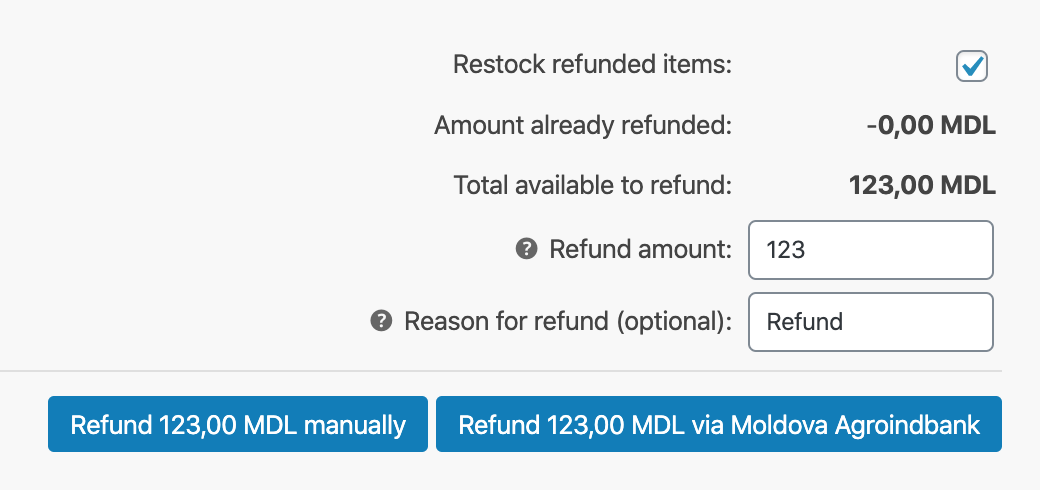 Restock refunded items:
Amount already refunded: -0,00 MDL
Total available to refund: 123,00 MDL
? Refund amount: 123
? Reason for refund (optional): Refund
Refund 123,00 MDL manually Refund 123,00 MDL via Moldova Agroindbank